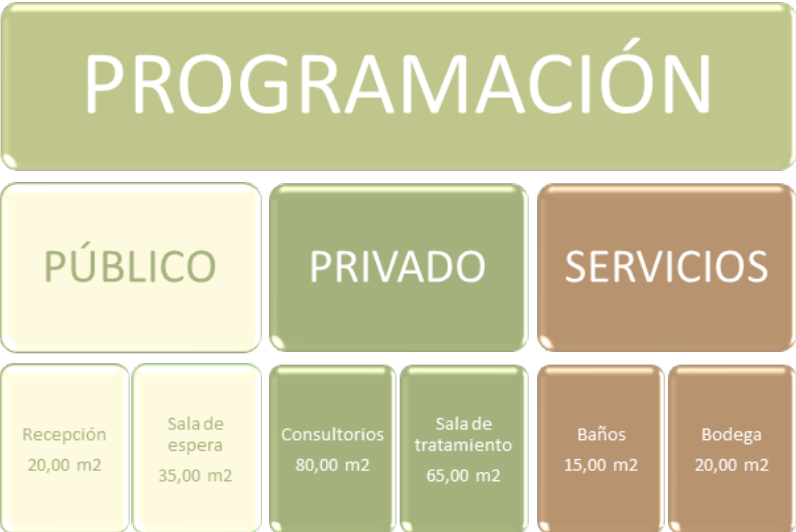 PROGRAMACIÓN
PÚBLICO
PRIVADO
SERVICIOS
Recepción
20,00 m2
Sala de
espera
35,00 m2
Consultorios
80,00 m2
Sala de
tratamiento
65,00 m2
Baños
15,00 m2
Bodega
20,00 m2